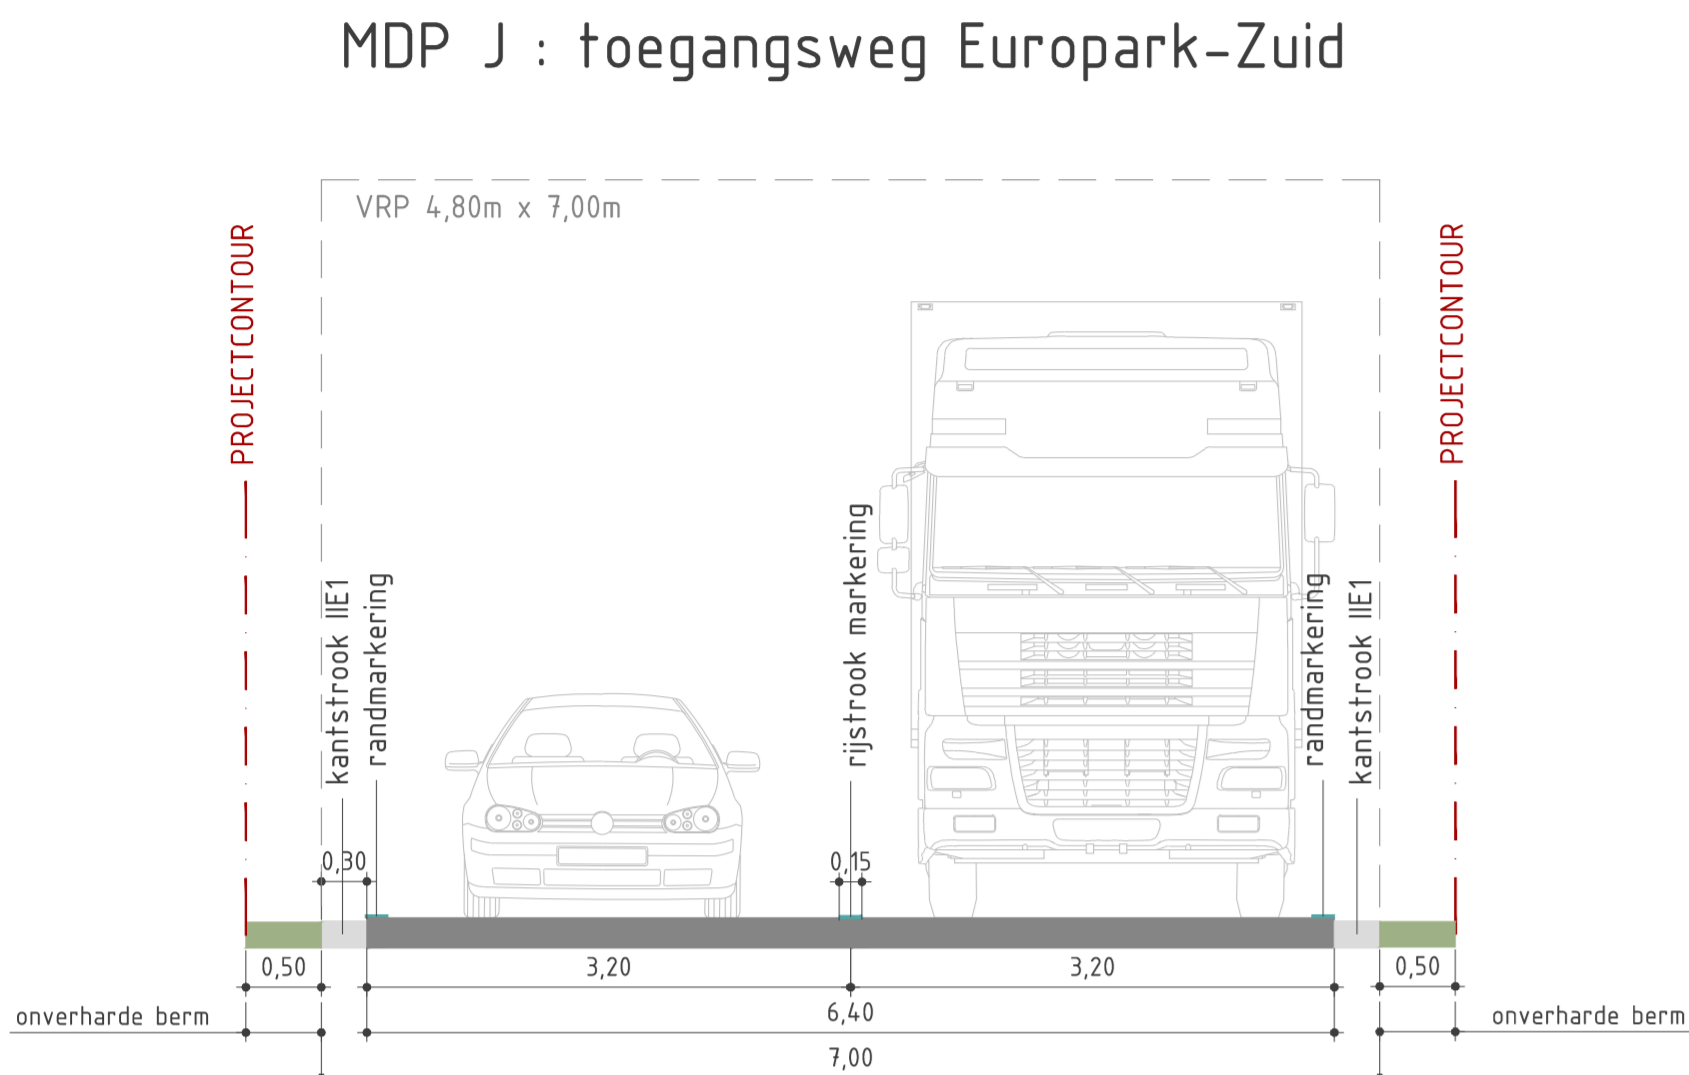 MDP J : toegangsweg Europark-Zuid
VRP 4,80m x 7,00m
PROJECTCONTOUR
PROJECTCONTOUR
kantstrook IIE1
randmarkering
rijstrook markering
randmarkering
kantstrook IIE1
0,30
0,15
0,50
3,20
3,20
0,50
onverharde berm
6,40
onverharde berm
7,00